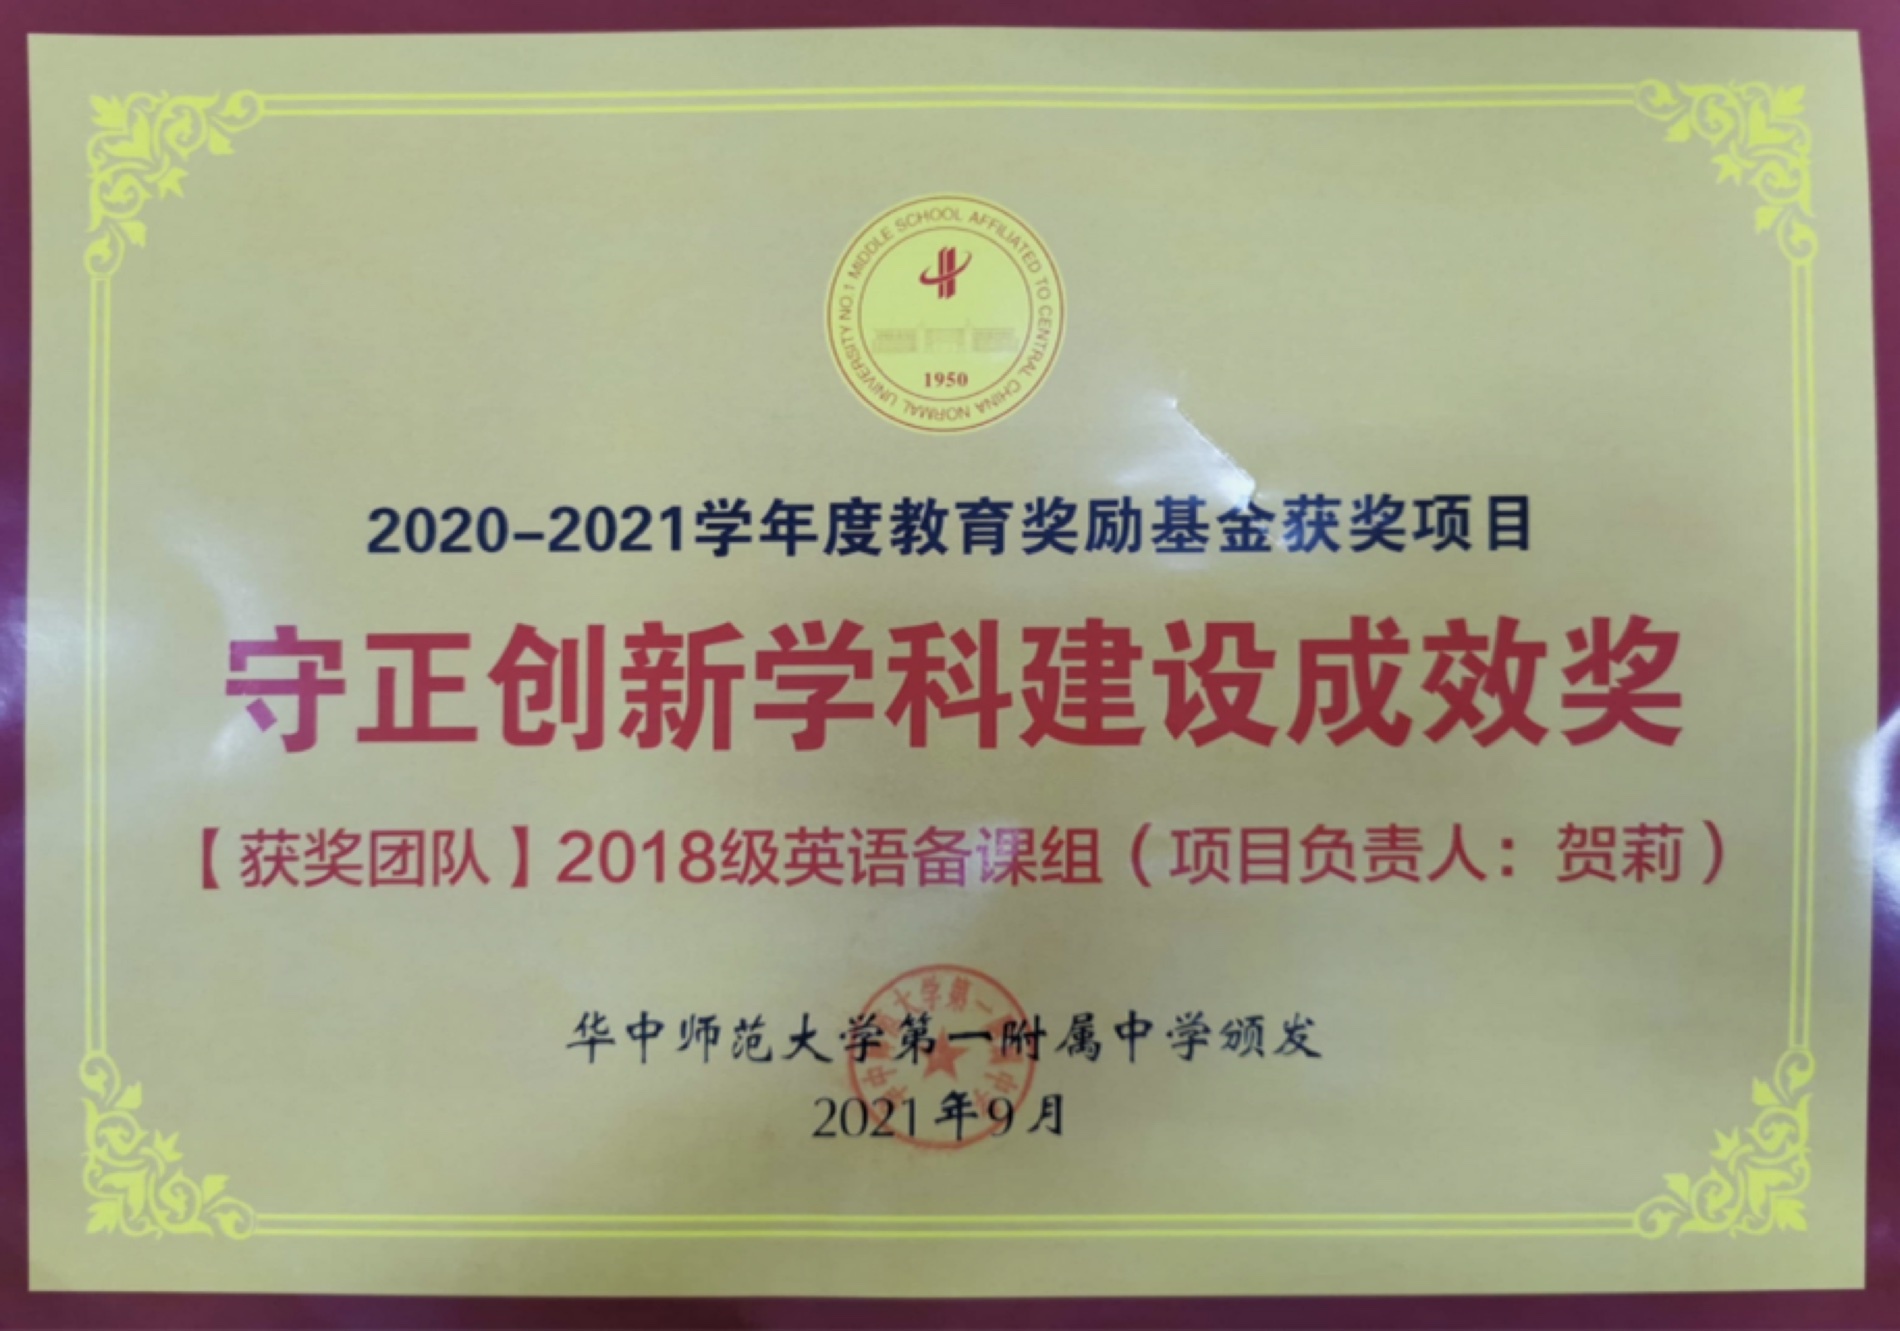 NO.1 MIDDLE SCHOOL AFFILIATED TO CENTRAL CHINA NORMAL UNIVERSITY
1950
2020-2021学年度教育奖励基金获奖项目
守正创新学科建设成效奖
【获奖团队】2018级英语备课组（项目负责人：贺莉）
华中师范大学第一附属中学颁发
2021年9月